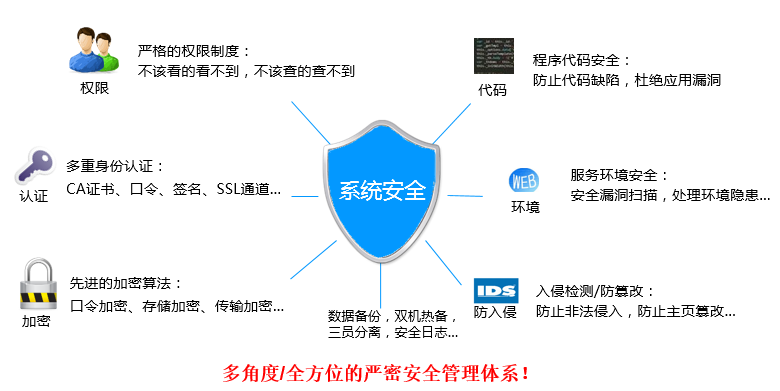 严格的权限制度：
不该看的看不到，不该查的查不到
权限
程序代码安全：
防止代码缺陷，杜绝应用漏洞
代码
系统安全
多重身份认证：
CA证书、口令、签名、SSL通道...
认证
服务环境安全：
安全漏洞扫描，处理环境隐患...
WEB
环境
先进的加密算法：
口令加密、存储加密、传输加密...
加密
入侵检测/防篡改：
防止非法侵入，防止主页篡改...
IDS
防入侵
数据备份，双机热备，
三员分离，安全日志...
多角度/全方位的严密安全管理体系！